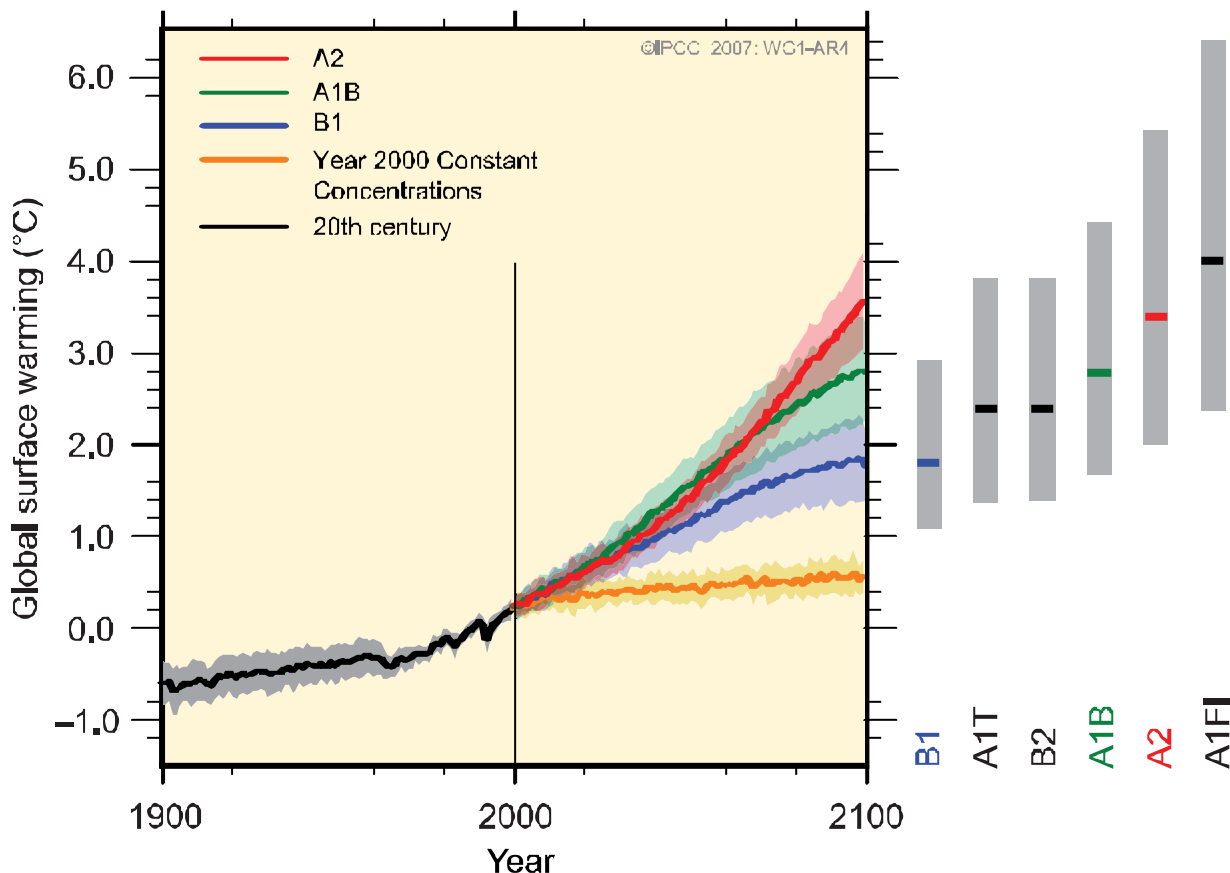 ©IPCC 2007: WG1-AR4
A2
A1B
B1
Year 2000 Constant
Concentrations
20th century
Global surface warming (°C)
6.0
5.0
4.0
3.0
2.0
1.0
0.0
–1.0
1900
2000
2100
Year
B1
A1T
B2
A1B
A2
A1FI